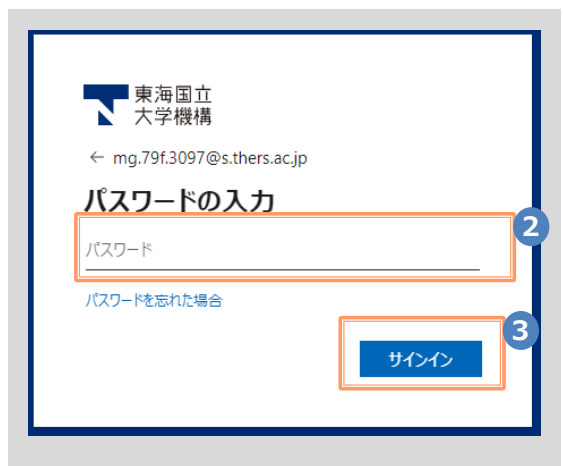 東海国立
大学機構
← mg.79f.3097@s.thers.ac.jp
パスワードの入力
2
パスワード
パスワードを忘れた場合
3
サインイン